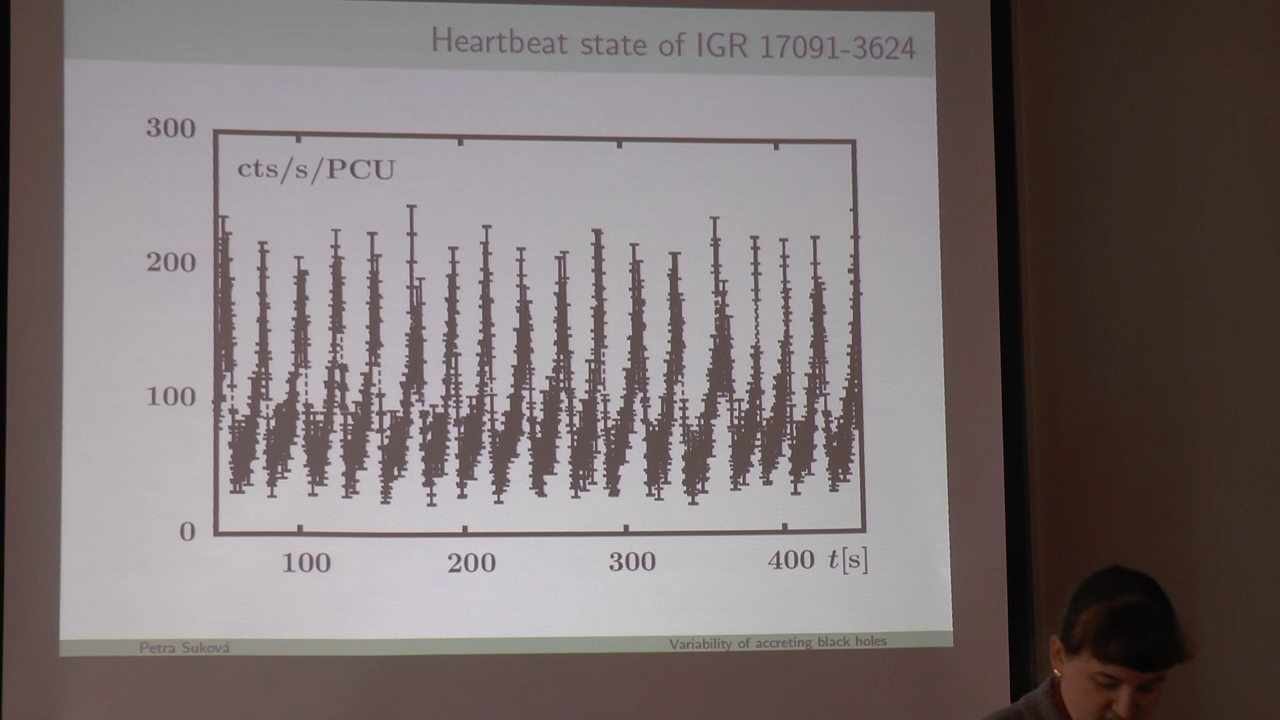 Heartbeat state of IGR 17091-3624
300
cts/s/PCU
200
100
0
100 200 300 400 t[s]
Petra Suková Variability of accreting black holes